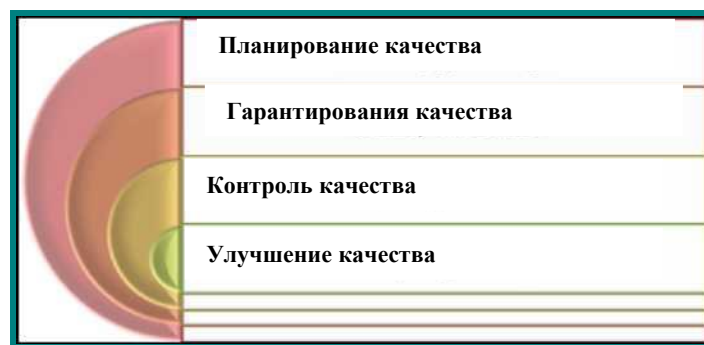 Планирование качества
Гарантирования качества
Контроль качества
Улучшение качества